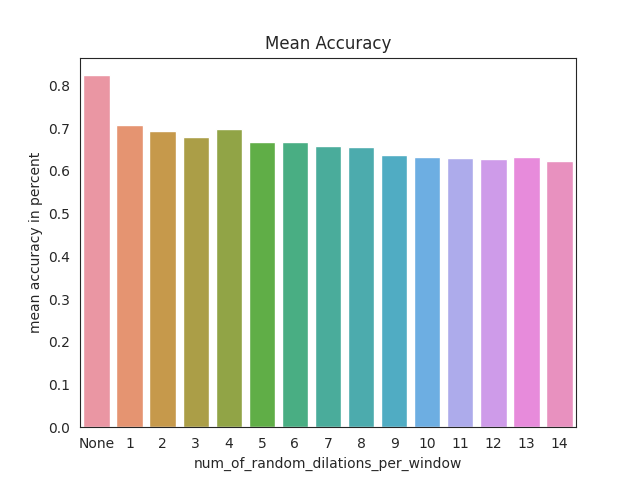 Mean Accuracy
mean accuracy in percent
0.8
0.7
0.6
0.5
0.4
0.3
0.2
0.1
0.0
None 1 2 3 4 5 6 7 8 9 10 11 12 13 14
num_of_random_dilations_per_window